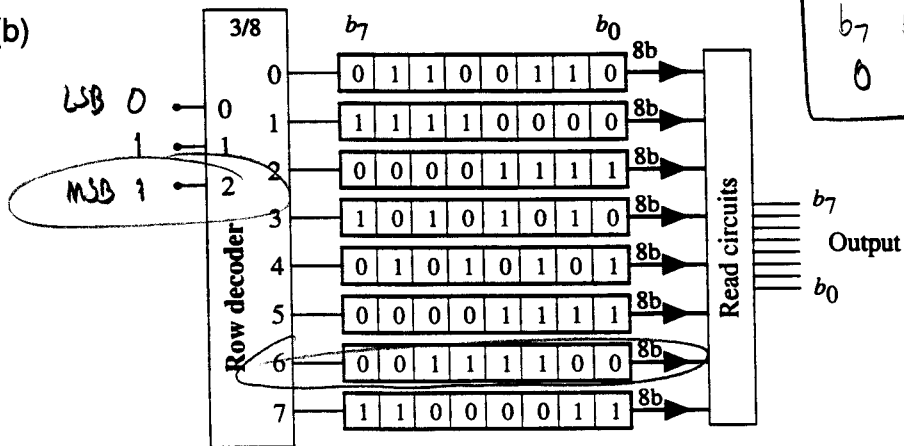 (b)
3/8
b7 b0
b7
0
0 0 1 1 0 0 1 1 0 8b
LSB 0 0
1 1 1 1 1 0 0 0 0 8b
1 1
2 0 0 0 0 1 1 1 1 8b
MSB 1 2
3 1 0 1 0 1 0 1 0 8b
4 0 1 0 1 0 1 0 1 8b
5 0 0 0 0 1 1 1 1 8b
6 0 0 1 1 1 1 0 0 8b
7 1 1 0 0 0 0 1 1 8b
Row decoder
Read circuits
b7
Output
b0